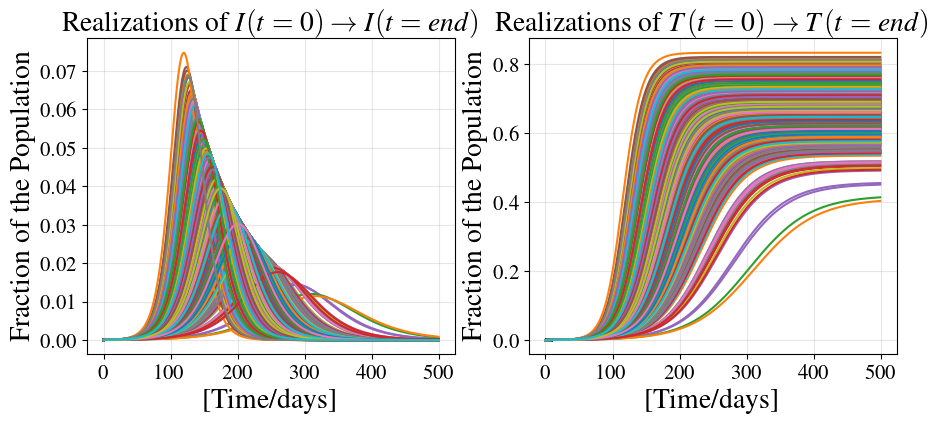 Realizations of I(t = 0) → I(t = end)
Fraction of the Population
0.07
0.06
0.05
0.04
0.03
0.02
0.01
0.00
0 100 200 300 400 500
[Time/days]
Realizations of T(t = 0) → T(t = end)
Fraction of the Population
0.8
0.6
0.4
0.2
0.0
0 100 200 300 400 500
[Time/days]